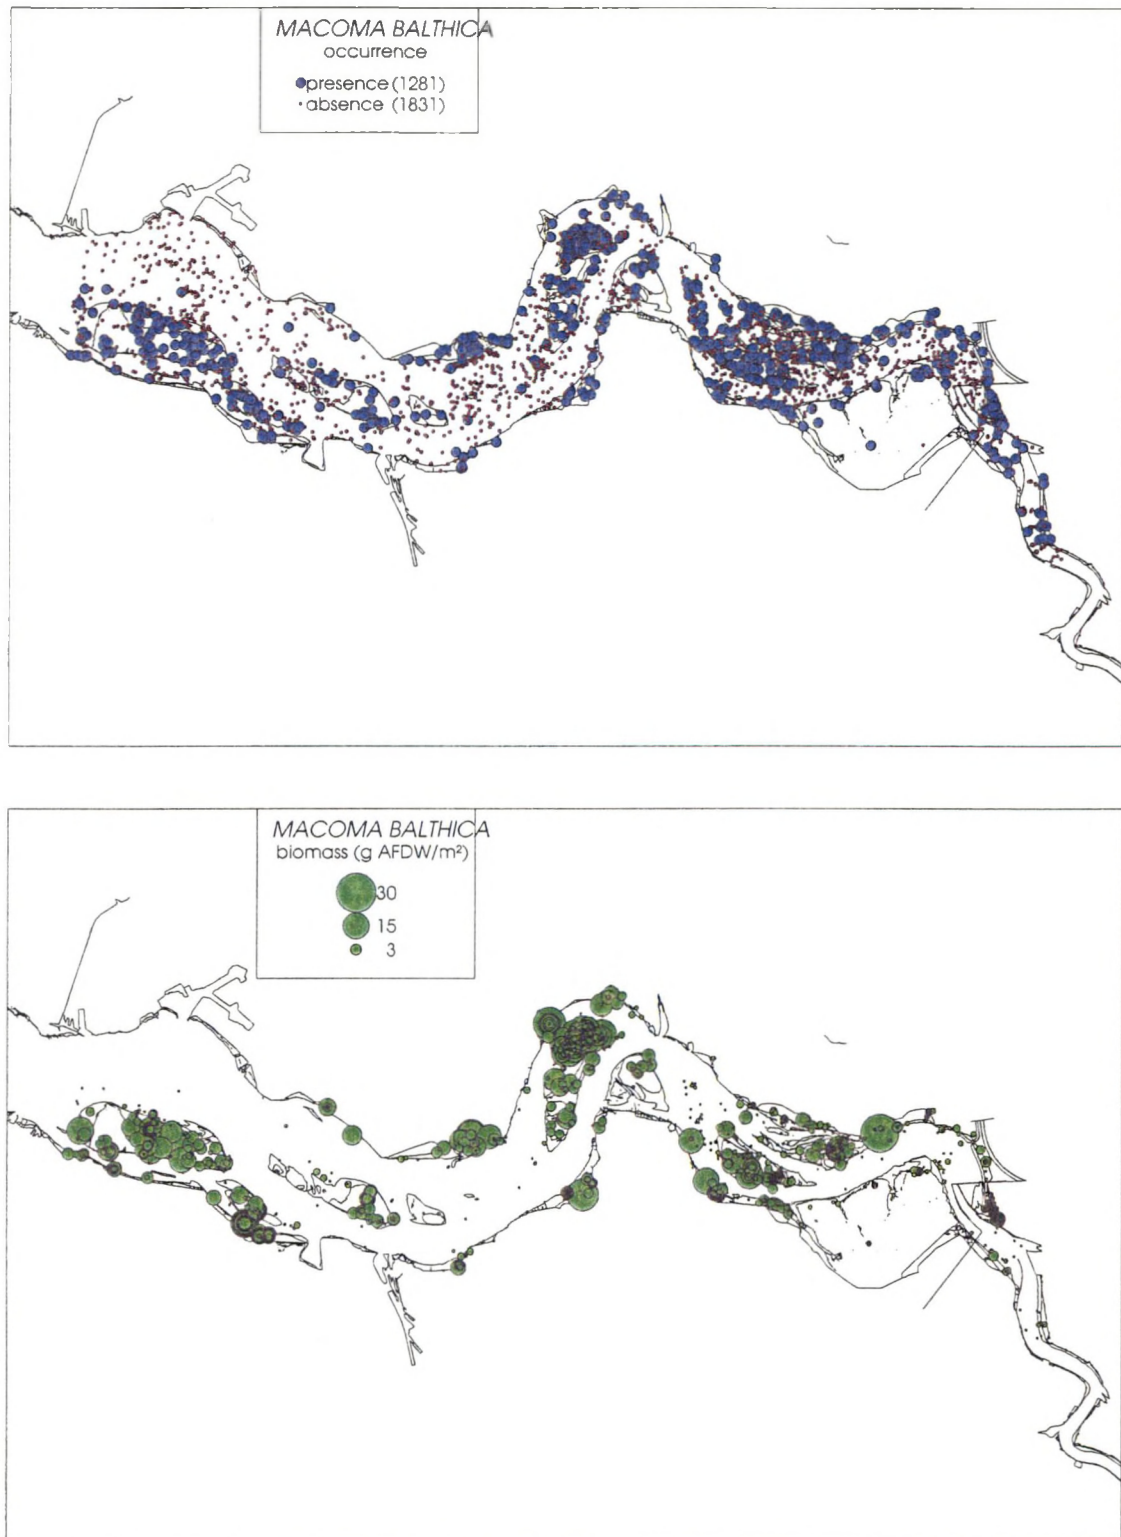 MACOMA BALTHICA
occurrence
presence (1281)
absence (1831)
MACOMA BALTHICA
biomass (g AFDW/m²)
30
15
3